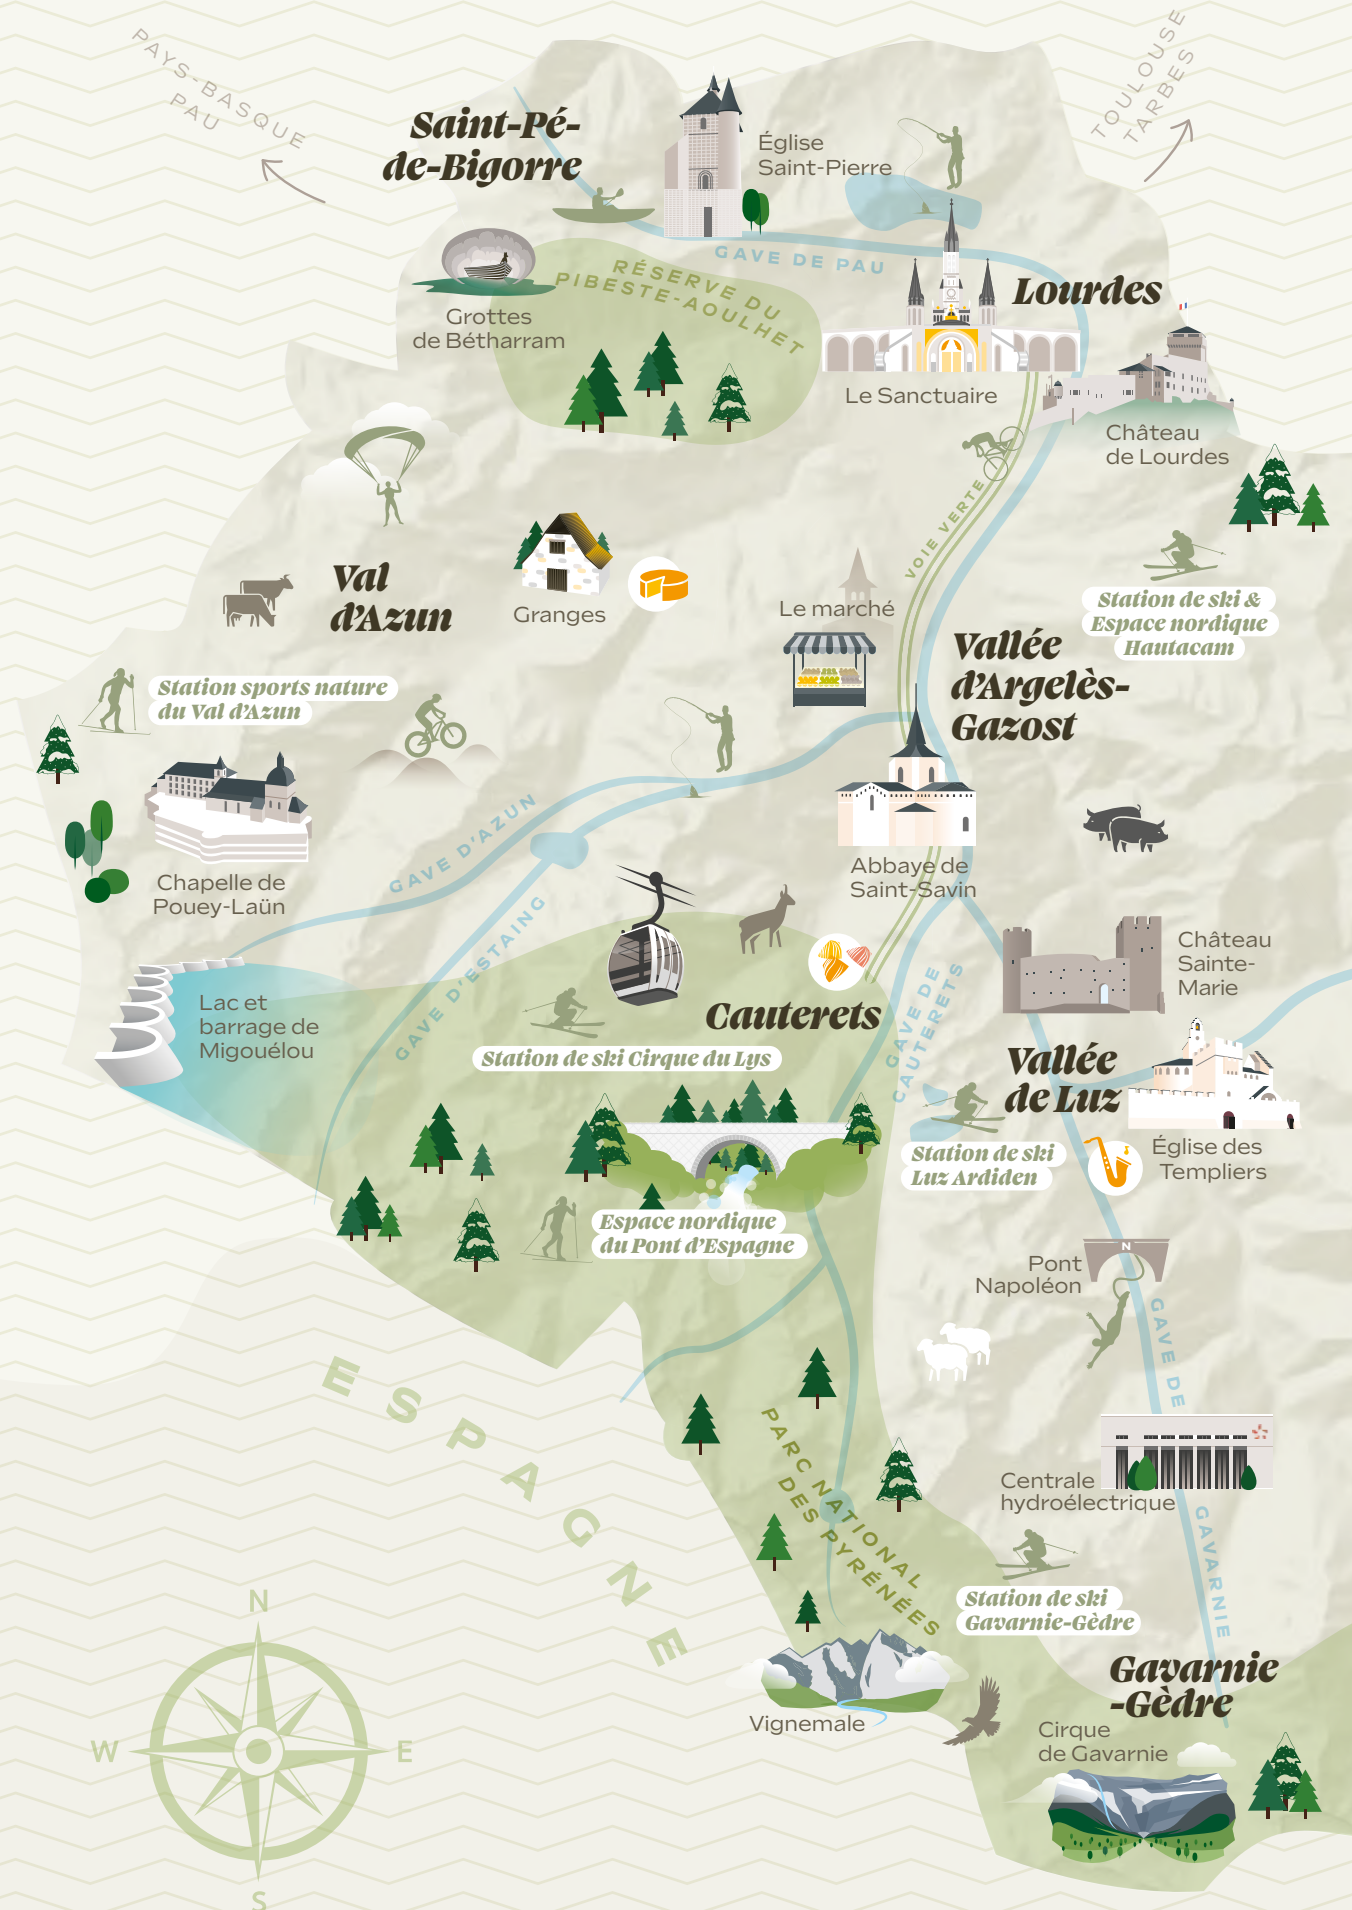 PAYS-BASQUE
PAU
TOULOUSE
TARBES
Saint-Pé-
de-Bigorre
Église
Saint-Pierre
GAVE DE PAU
RÉSERVE DU
PIBESTE-AOULHET
Lourdes
Grottes
de Bétharram
Le Sanctuaire
Château
de Lourdes
VOIE VERTE
Val
d'Azun
Granges
Le marché
Station de ski &
Espace nordique
Hautacam
Vallée
d'Argelès-
Gazost
Station sports nature
du Val d'Azun
GAVE D'AZUN
Chapelle de
Pouey-Laün
Abbaye de
Saint-Savin
GAVE D'ESTAING
Château
Sainte-
Marie
Lac et
barrage de
Migouélou
Cauterets
GAVE DE
CAUTERETS
Station de ski Cirque du Lys
Vallée
de Luz
Station de ski
Luz Ardiden
Église des
Templiers
Espace nordique
du Pont d'Espagne
N
Pont
Napoléon
GAVE DE
GAVARNIE
ESPAGNE
PARC NATIONAL
DES PYRÉNÉES
Centrale
hydroélectrique
Station de ski
Gavarnie-Gèdre
Gavarnie
-Gèdre
Vignemale
Cirque
de Gavarnie
N
W
E
S